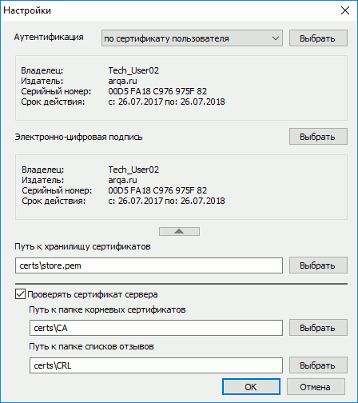 Настройки
Аутентификация по сертификату пользователя Выбрать
Владелец: Tech_User02
Издатель: arqa.ru
Серийный номер: 00D5 FA18 C976 975F 82
Срок действия: с: 26.07.2017 по: 26.07.2018
Электронно-цифровая подпись Выбрать
Владелец: Tech_User02
Издатель: arqa.ru
Серийный номер: 00D5 FA18 C976 975F 82
Срок действия: с: 26.07.2017 по: 26.07.2018
Путь к хранилищу сертификатов
certs\store.pem Выбрать
Проверять сертификат сервера
Путь к папке корневых сертификатов
certs\CA Выбрать
Путь к папке списков отзывов
certs\CRL Выбрать
OK Отмена